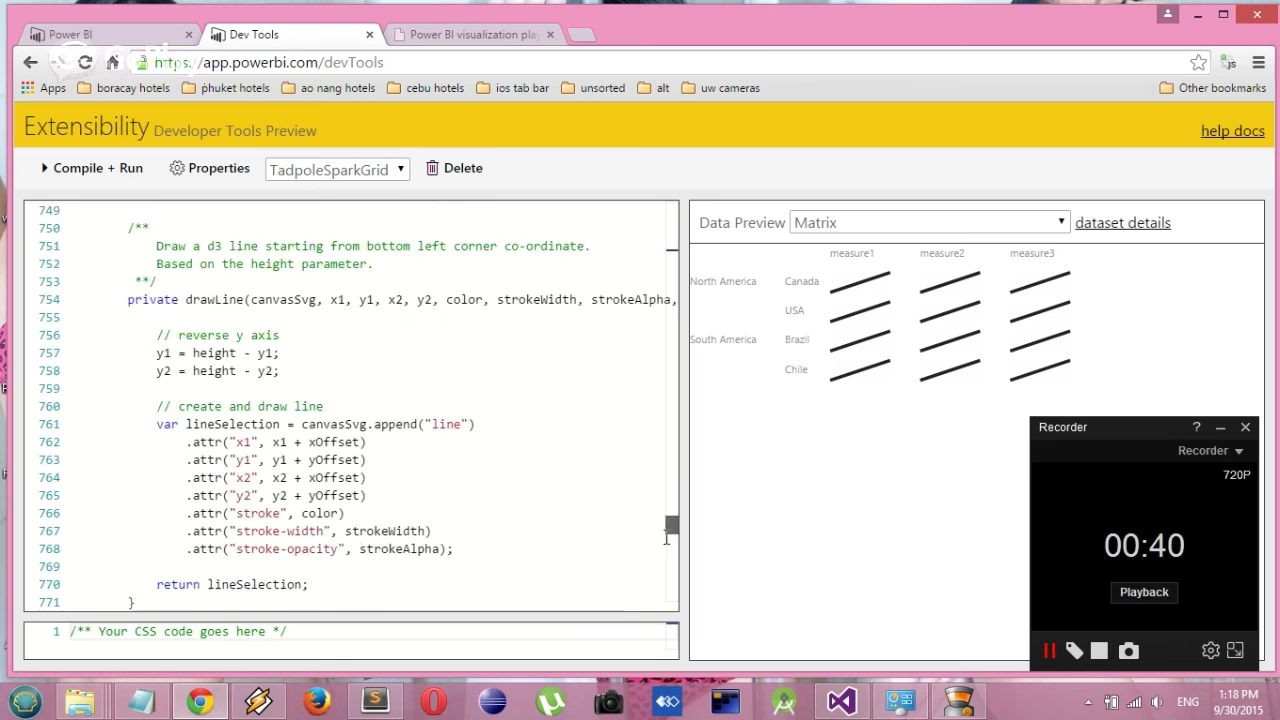 Power BI
Dev Tools
Power BI visualization pla
https://app.powerbi.com/devTools
Apps
boracay hotels
phuket hotels
ao nang hotels
cebu hotels
ios tab bar
unsorted
alt
uw cameras
Other bookmarks
Extensibility Developer Tools Preview
help docs
Compile + Run
Properties
TadpoleSparkGrid
Delete
749
750 /**
751 Draw a d3 line starting from bottom left corner co-ordinate.
752 Based on the height parameter.
753 **/
754 private drawLine(canvasSvg, x1, y1, x2, y2, color, strokeWidth, strokeAlpha,
755
756 // reverse y axis
757 y1 = height - y1;
758 y2 = height - y2;
759
760 // create and draw line
761 var lineSelection = canvasSvg.append("line")
762 .attr("x1", x1 + xOffset)
763 .attr("y1", y1 + yOffset)
764 .attr("x2", x2 + xOffset)
765 .attr("y2", y2 + yOffset)
766 .attr("stroke", color)
767 .attr("stroke-width", strokeWidth)
768 .attr("stroke-opacity", strokeAlpha);
769
770 return lineSelection;
771 }
1 /** Your CSS code goes here */
Data Preview Matrix dataset details
measure1 measure2 measure3
North America Canada
USA
South America Brazil
Chile
Recorder
?
Recorder
720P
00:40
Playback
ENG
1:18 PM
9/30/2015